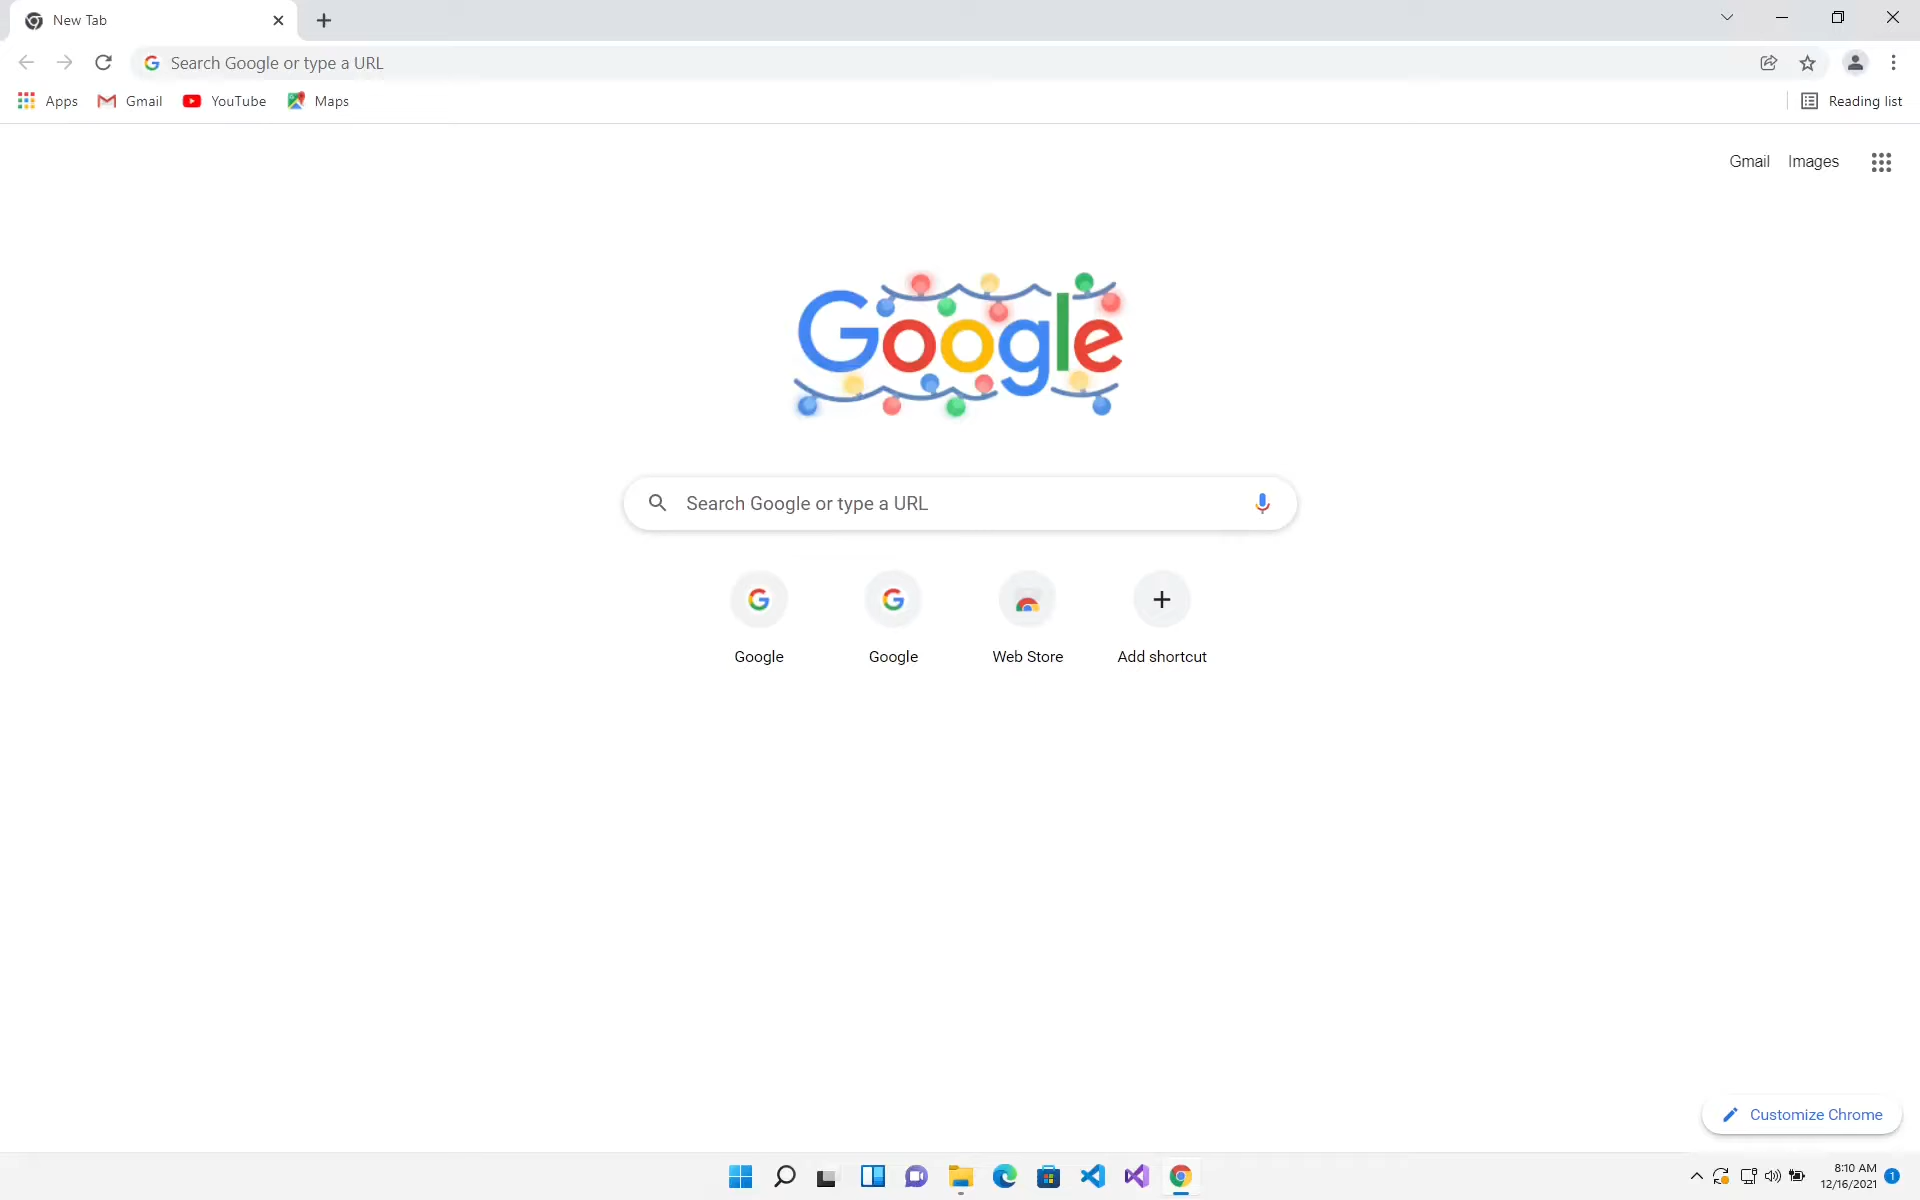 New Tab
Search Google or type a URL
Apps Gmail YouTube Maps Reading list
Gmail Images
Google
Search Google or type a URL
Google Google Web Store Add shortcut
Customize Chrome
8:10 AM
12/16/2021 1